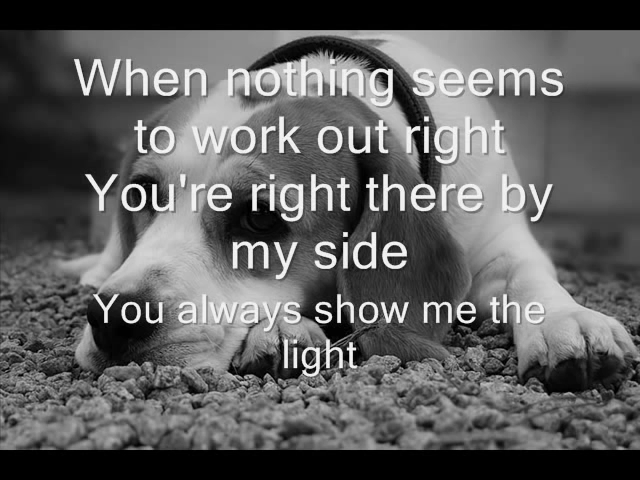 When nothing seems
to work out right
You're right there by
my side
You always show me the
light